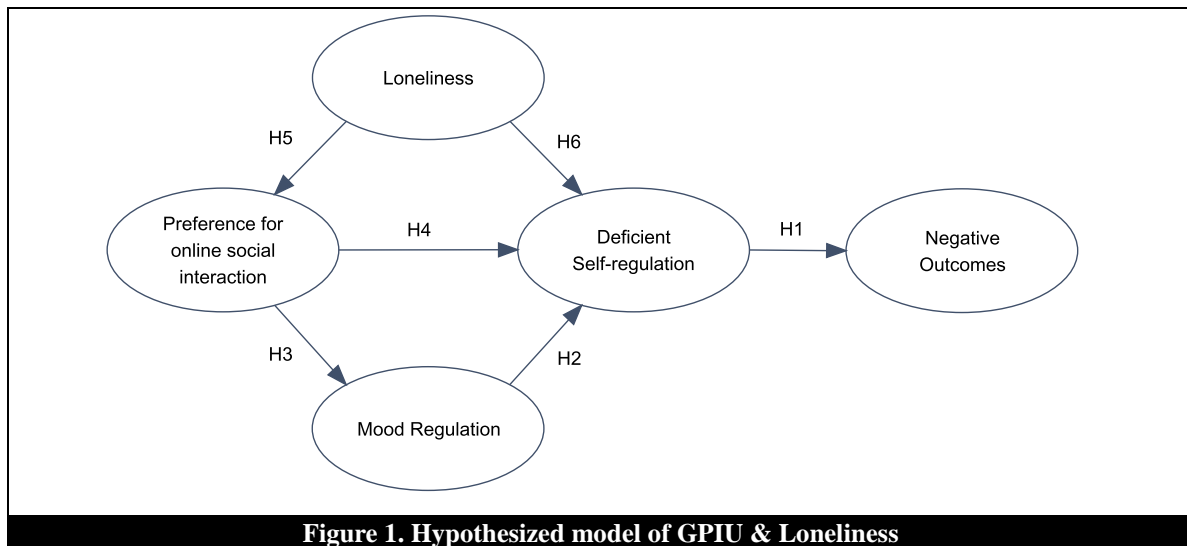 Loneliness
H5
H6
Preference for
online social
interaction
H4
Deficient
Self-regulation
H1
Negative
Outcomes
H3
H2
Mood Regulation
Figure 1. Hypothesized model of GPIU & Loneliness